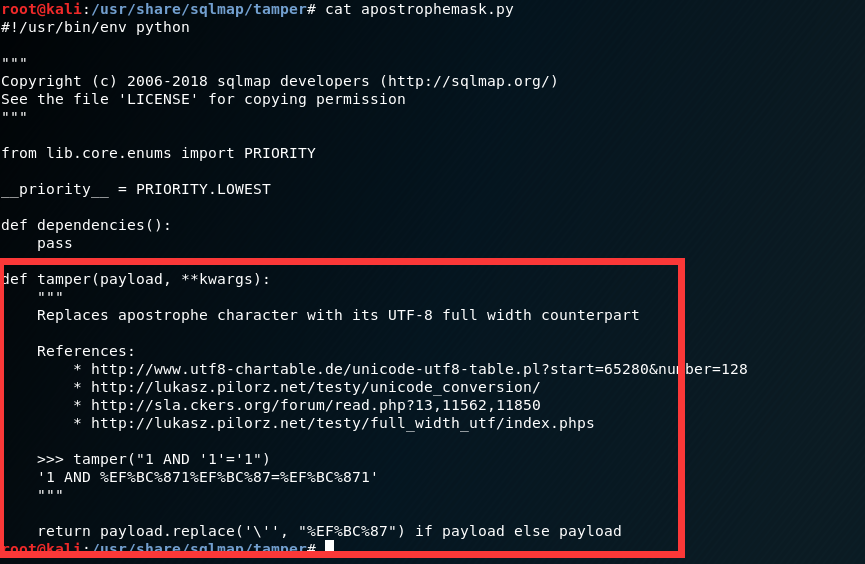 root@kali:/usr/share/sqlmap/tamper# cat apostrophemask.py
#!/usr/bin/env python
"""
Copyright (c) 2006-2018 sqlmap developers (http://sqlmap.org/)
See the file 'LICENSE' for copying permission
"""
from lib.core.enums import PRIORITY
__priority__ = PRIORITY.LOWEST
def dependencies():
    pass
def tamper(payload, **kwargs):
    """
    Replaces apostrophe character with its UTF-8 full width counterpart
    References:
        * http://www.utf8-chartable.de/unicode-utf8-table.pl?start=65280&number=128
        * http://lukasz.pilorz.net/testy/unicode_conversion/
        * http://sla.ckers.org/forum/read.php?13,11562,11850
        * http://lukasz.pilorz.net/testy/full_width_utf/index.phps
    >>> tamper("1 AND '1'='1")
    '1 AND %EF%BC%871%EF%BC%87=%EF%BC%871'
    """
    return payload.replace('\'', "%EF%BC%87") if payload else payload
root@kali:/usr/share/sqlmap/tamper#